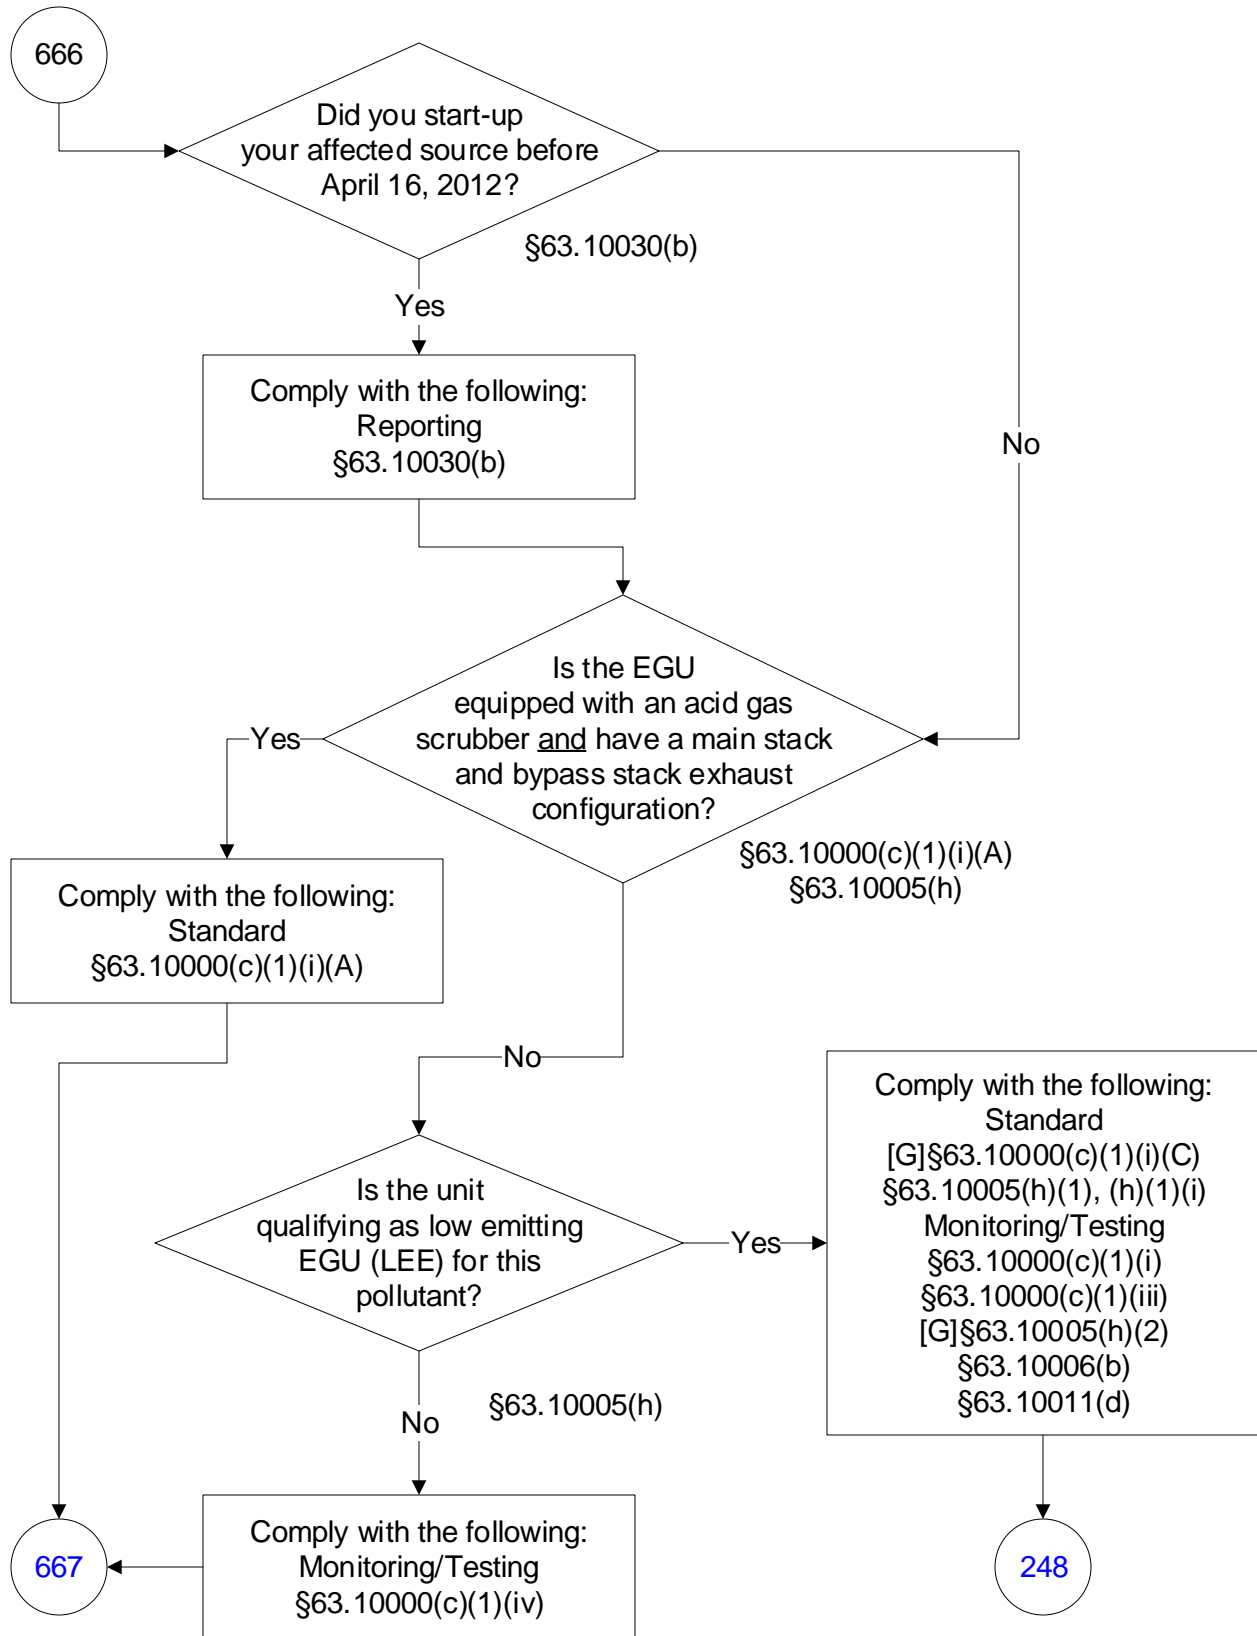 666
Did you start-up
your affected source before
April 16, 2012?
§63.10030(b)
Yes
Comply with the following:
Reporting
§63.10030(b)
No
Is the EGU
equipped with an acid gas
scrubber and have a main stack
and bypass stack exhaust
configuration?
Yes
§63.10000(c)(1)(i)(A)
§63.10005(h)
Comply with the following:
Standard
§63.10000(c)(1)(i)(A)
No
Is the unit
qualifying as low emitting
EGU (LEE) for this
pollutant?
Yes
Comply with the following:
Standard
[G]§63.10000(c)(1)(i)(C)
§63.10005(h)(1), (h)(1)(i)
Monitoring/Testing
§63.10000(c)(1)(i)
§63.10000(c)(1)(iii)
[G]§63.10005(h)(2)
§63.10006(b)
§63.10011(d)
§63.10005(h)
No
Comply with the following:
Monitoring/Testing
§63.10000(c)(1)(iv)
667
248